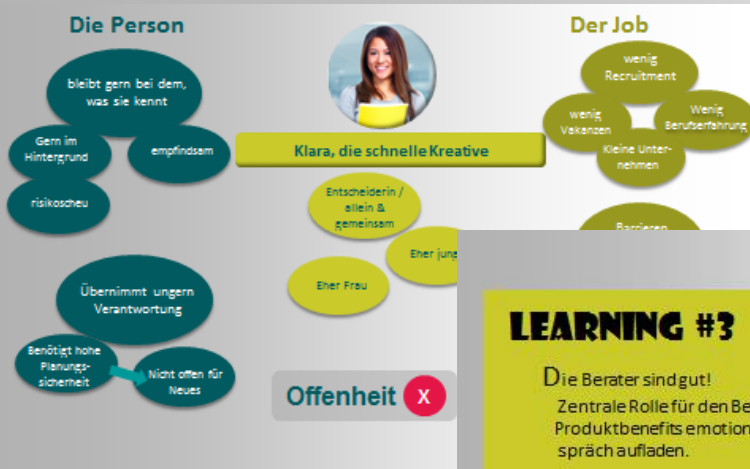 Die Person
bleibt gern bei dem,
was sie kennt
Gern im
Hintergrund
empfindsam
risikoscheu
Übernimmt ungern
Verantwortung
Benötigt hohe
Planungs-
sicherheit
Nicht offen für
Neues
Klara, die schnelle Kreative
Entscheiderin /
allein &
gemeinsam
Eher jung
Eher Frau
Offenheit X
Der Job
wenig
Recruitment
wenig
Vakanzen
Wenig
Berufserfahrung
Kleine Unter-
nehmen
Barrieren
LEARNING #3
Die Berater sind gut!
Zentrale Rolle für den Be
Produktbenefits emotion
spräch aufladen.